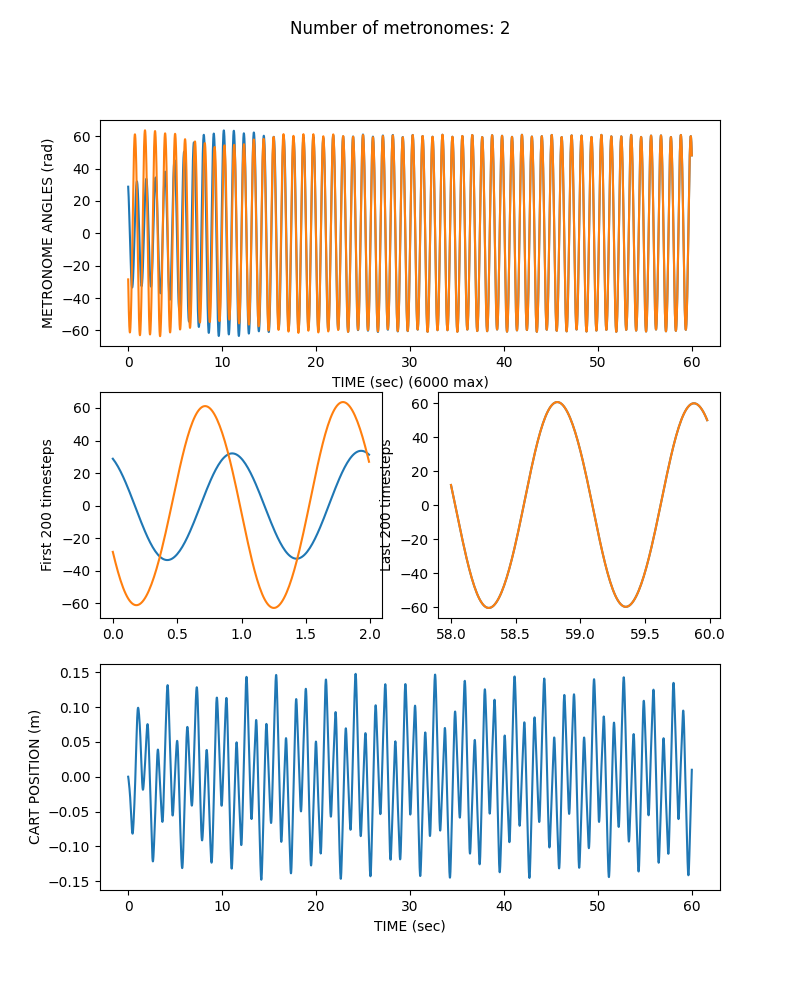 Number of metronomes: 2
METRONOME ANGLES (rad)
60
40
20
0
−20
−40
−60
0 10 20 30 40 50 60
TIME (sec) (6000 max)
First 200 timesteps
60
40
20
0
−20
−40
−60
0.0 0.5 1.0 1.5 2.0
Last 200 timesteps
60
40
20
0
−20
−40
−60
58.0 58.5 59.0 59.5 60.0
CART POSITION (m)
0.15
0.10
0.05
0.00
−0.05
−0.10
−0.15
0 10 20 30 40 50 60
TIME (sec)